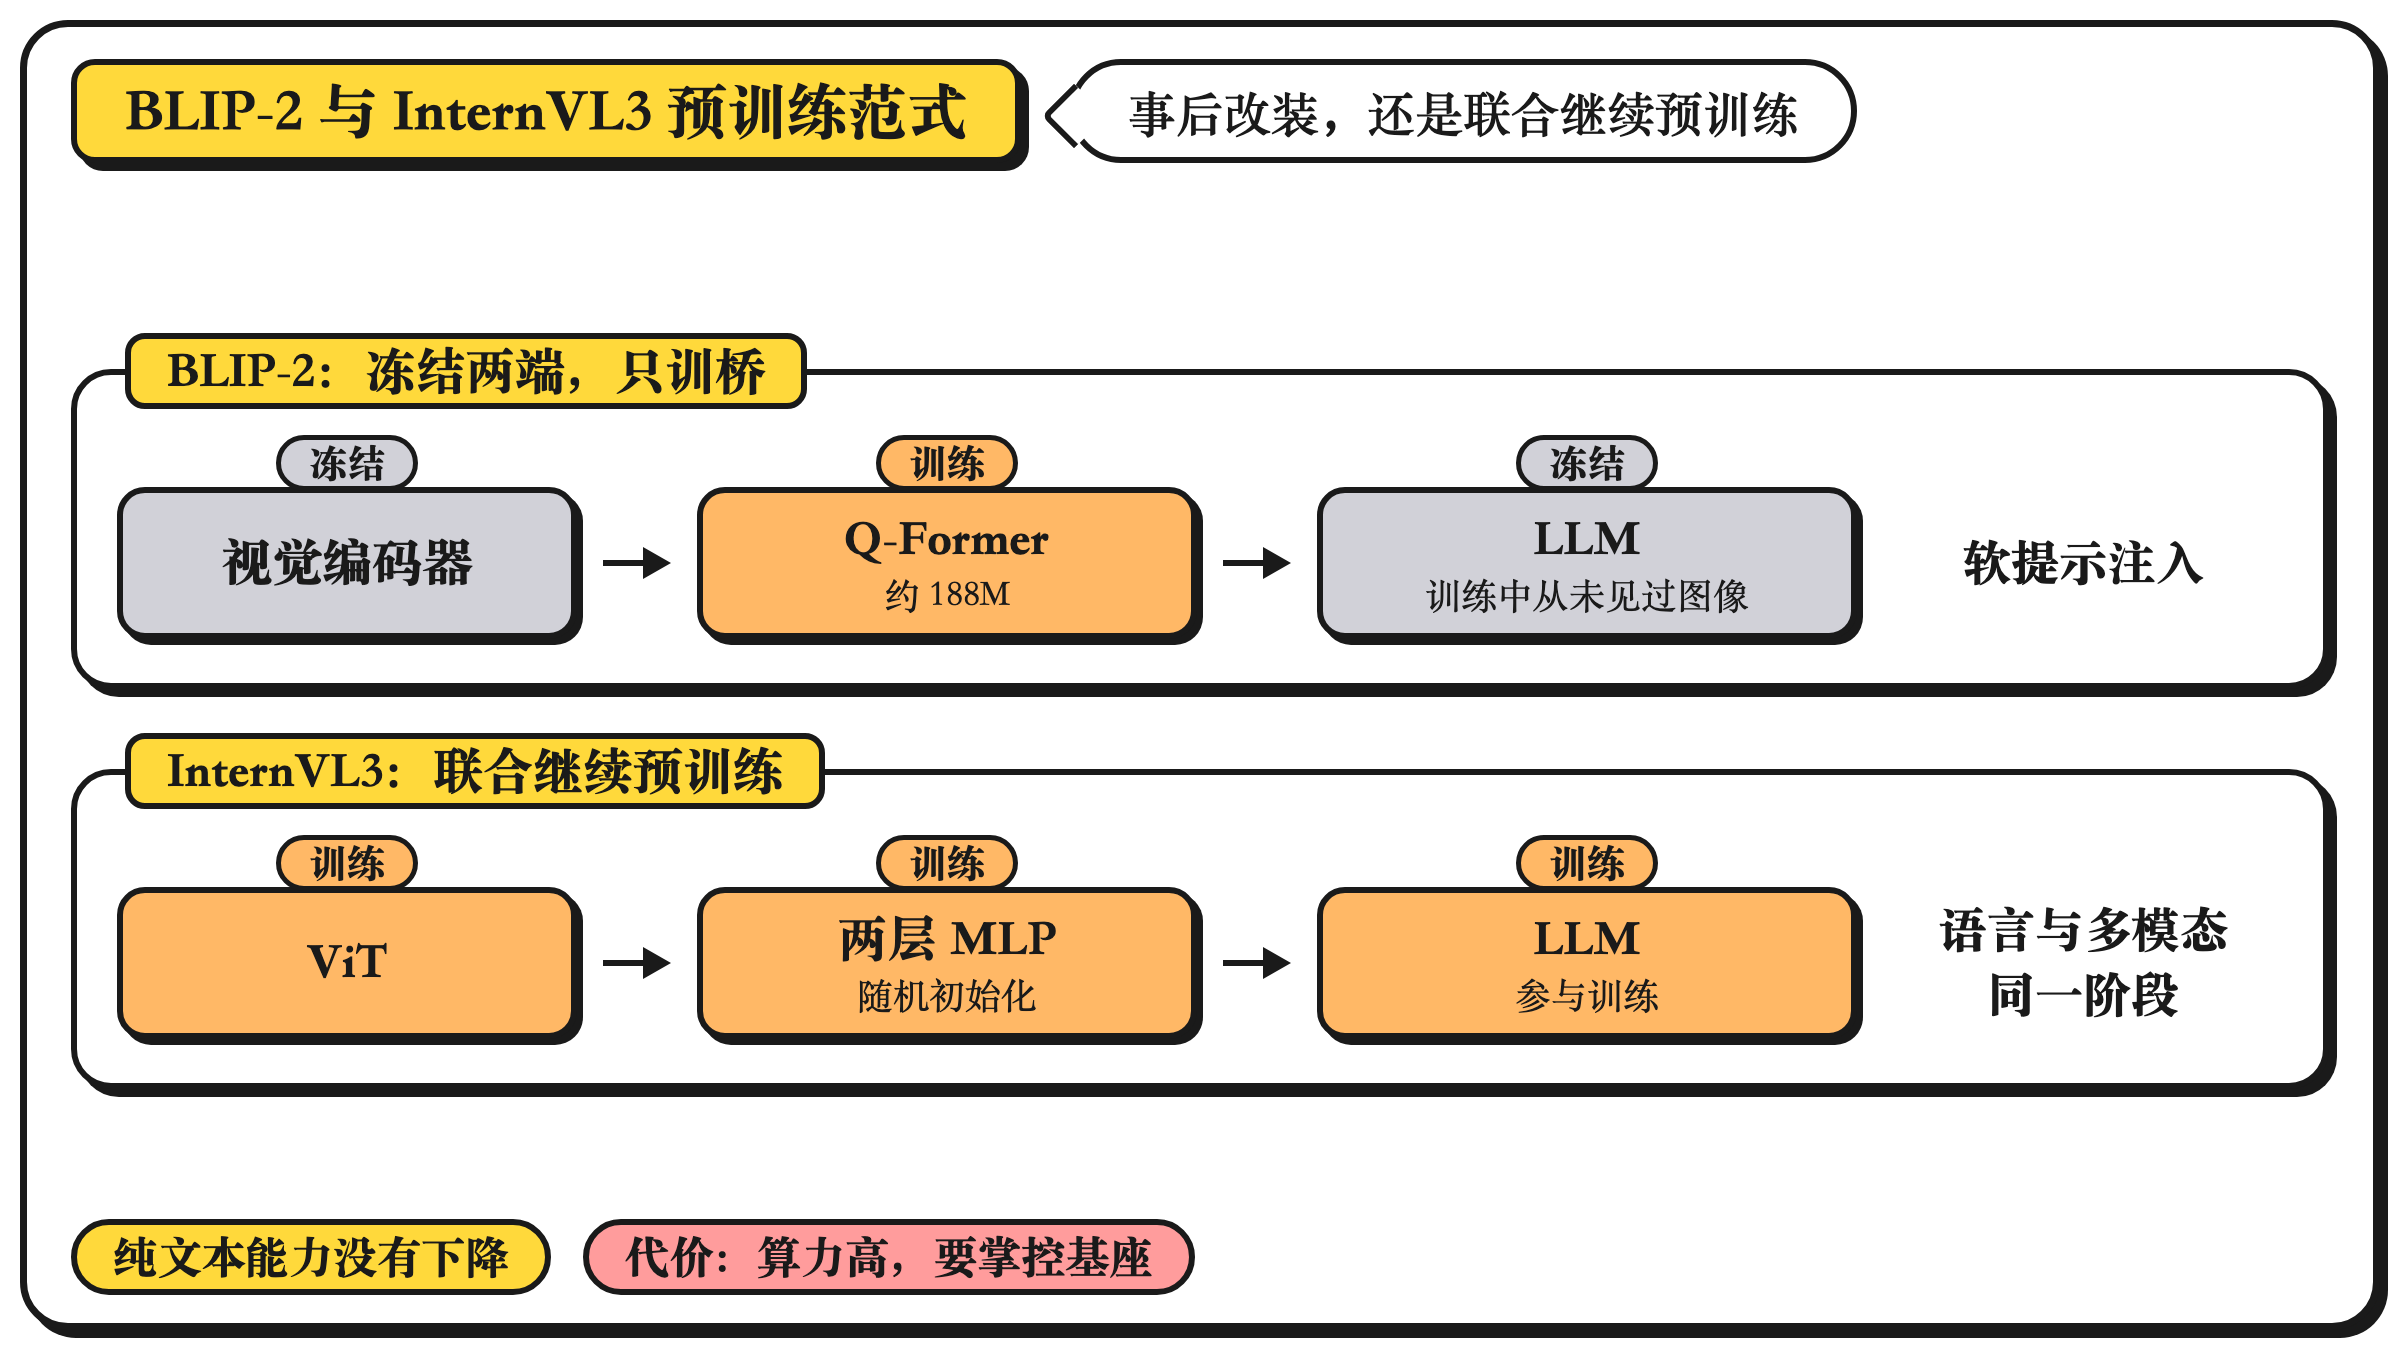 BLIP-2 与 InternVL3 预训练范式
事后改装，还是联合继续预训练
BLIP-2：冻结两端，只训桥
冻结
视觉编码器
训练
Q-Former
约 188M
冻结
LLM
训练中从未见过图像
软提示注入
InternVL3：联合继续预训练
训练
ViT
训练
两层 MLP
随机初始化
训练
LLM
参与训练
语言与多模态
同一阶段
纯文本能力没有下降
代价：算力高，要掌控基座